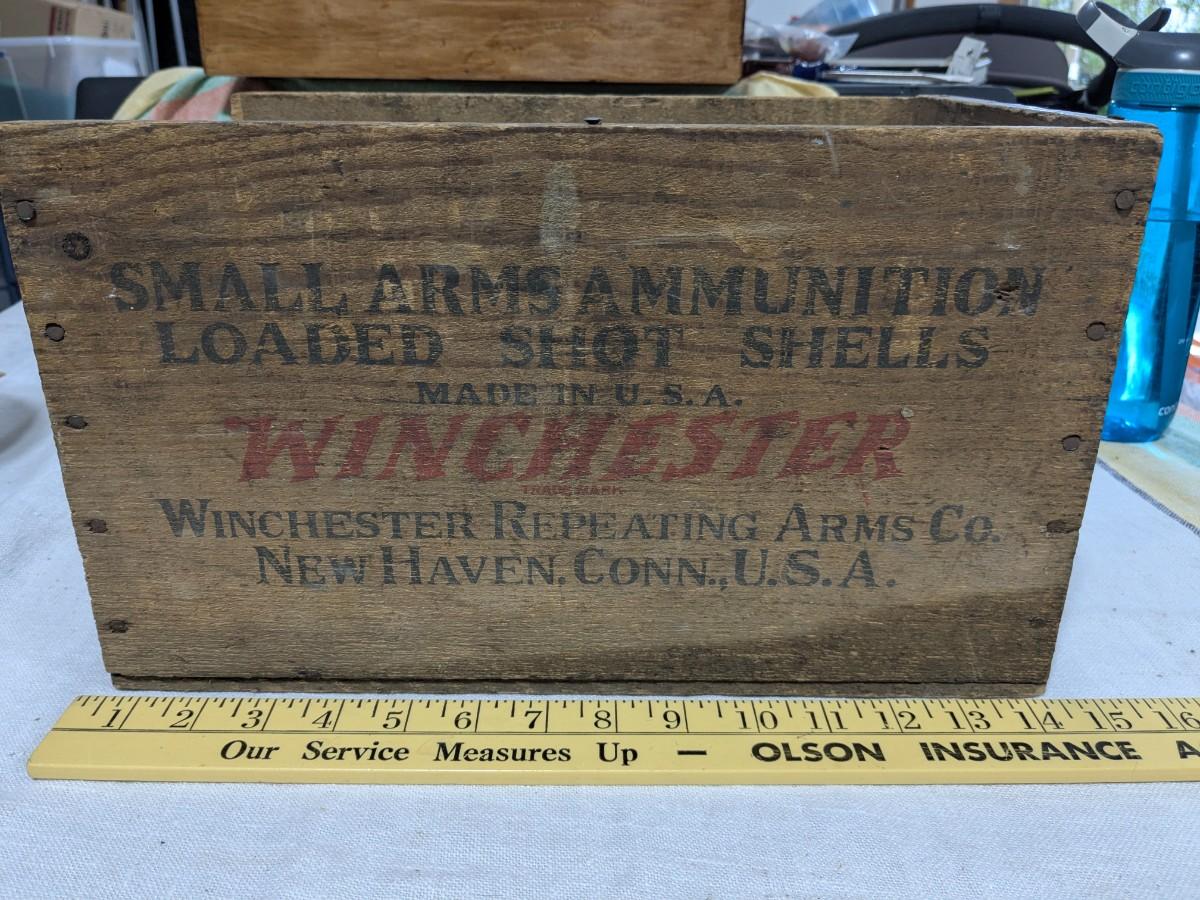 SMALL ARMS AMMUNITION
LOADED SHOT SHELLS
MADE IN U.S.A.
WINCHESTER
TRADE MARK
WINCHESTER REPEATING ARMS CO.
NEW HAVEN, CONN., U.S.A.
1 2 3 4 5 6 7 8 9 10 11 12 13 14 15 16
Our Service Measures Up — OLSON INSURANCE A